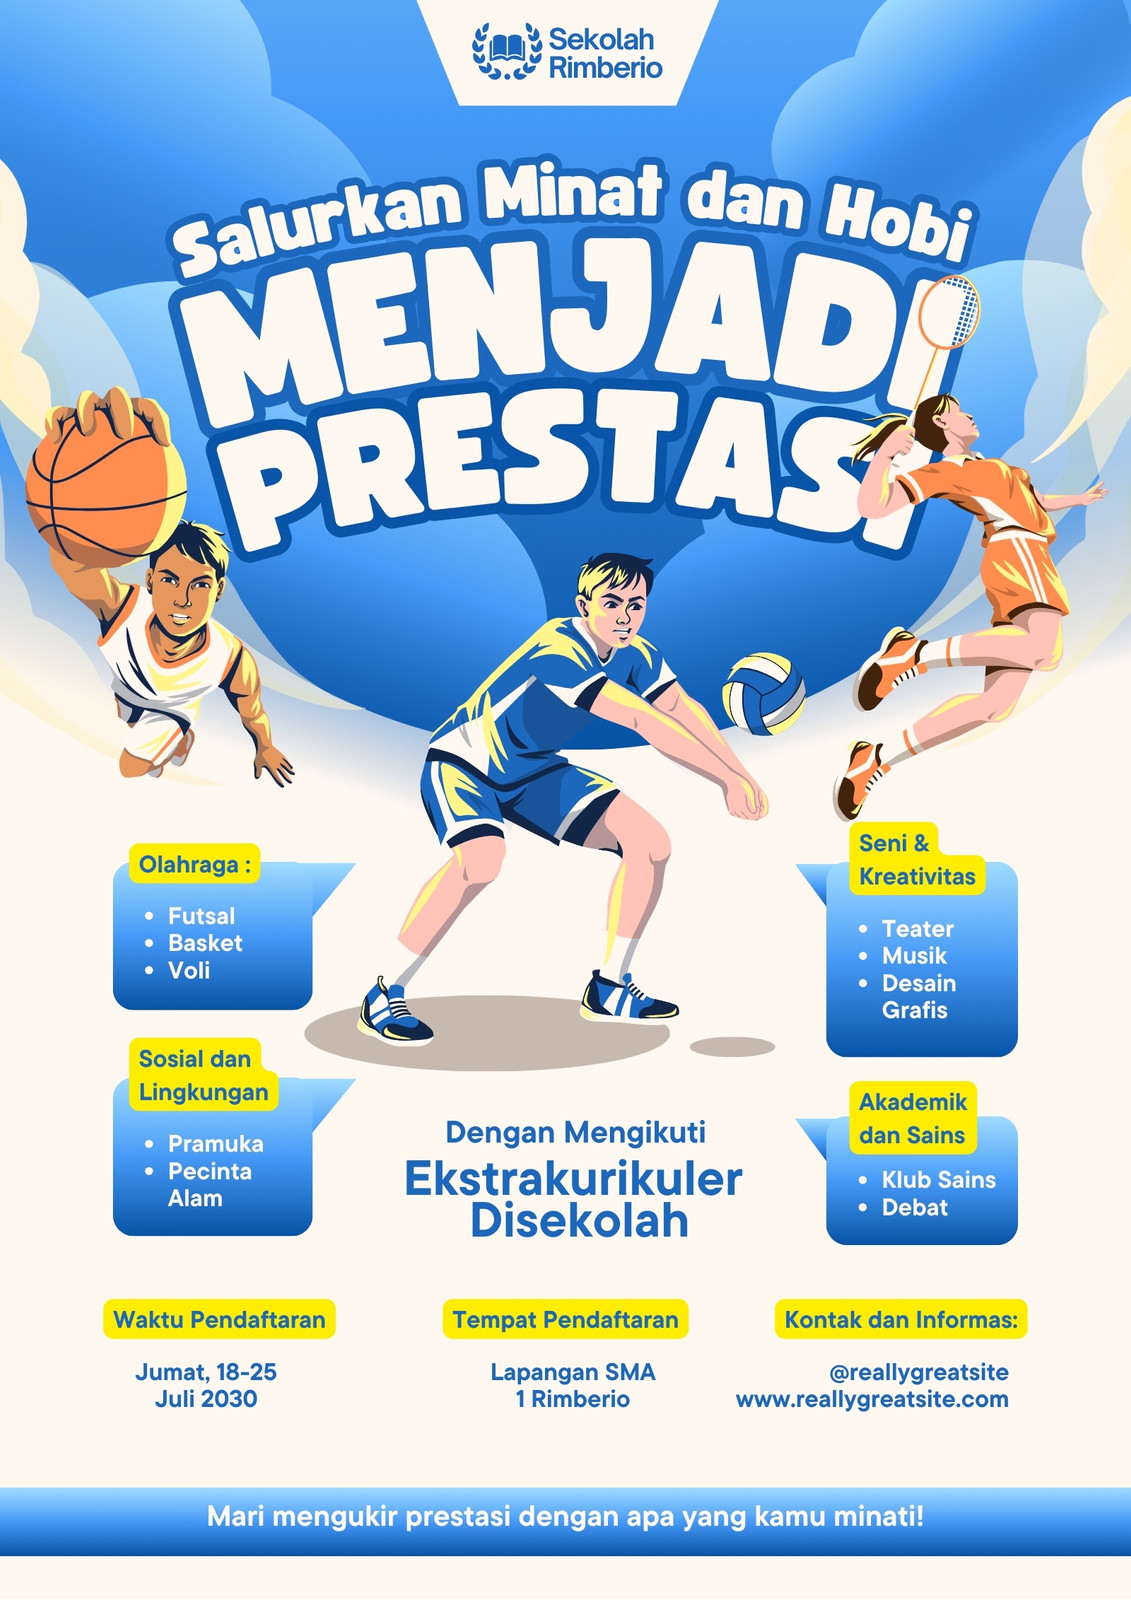 Sekolah
Rimberio
Salurkan Minat dan Hobi
MENJADI
PRESTASI
Olahraga :
• Futsal
• Basket
• Voli
Seni &
Kreativitas
• Teater
• Musik
• Desain
Grafis
Sosial dan
Lingkungan
• Pramuka
• Pecinta
Alam
Akademik
dan Sains
• Klub Sains
• Debat
Dengan Mengikuti
Ekstrakurikuler
Disekolah
Waktu Pendaftaran
Jumat, 18-25
Juli 2030
Tempat Pendaftaran
Lapangan SMA
1 Rimberio
Kontak dan Informas:
@reallygreatsite
www.reallygreatsite.com
Mari mengukir prestasi dengan apa yang kamu minati!